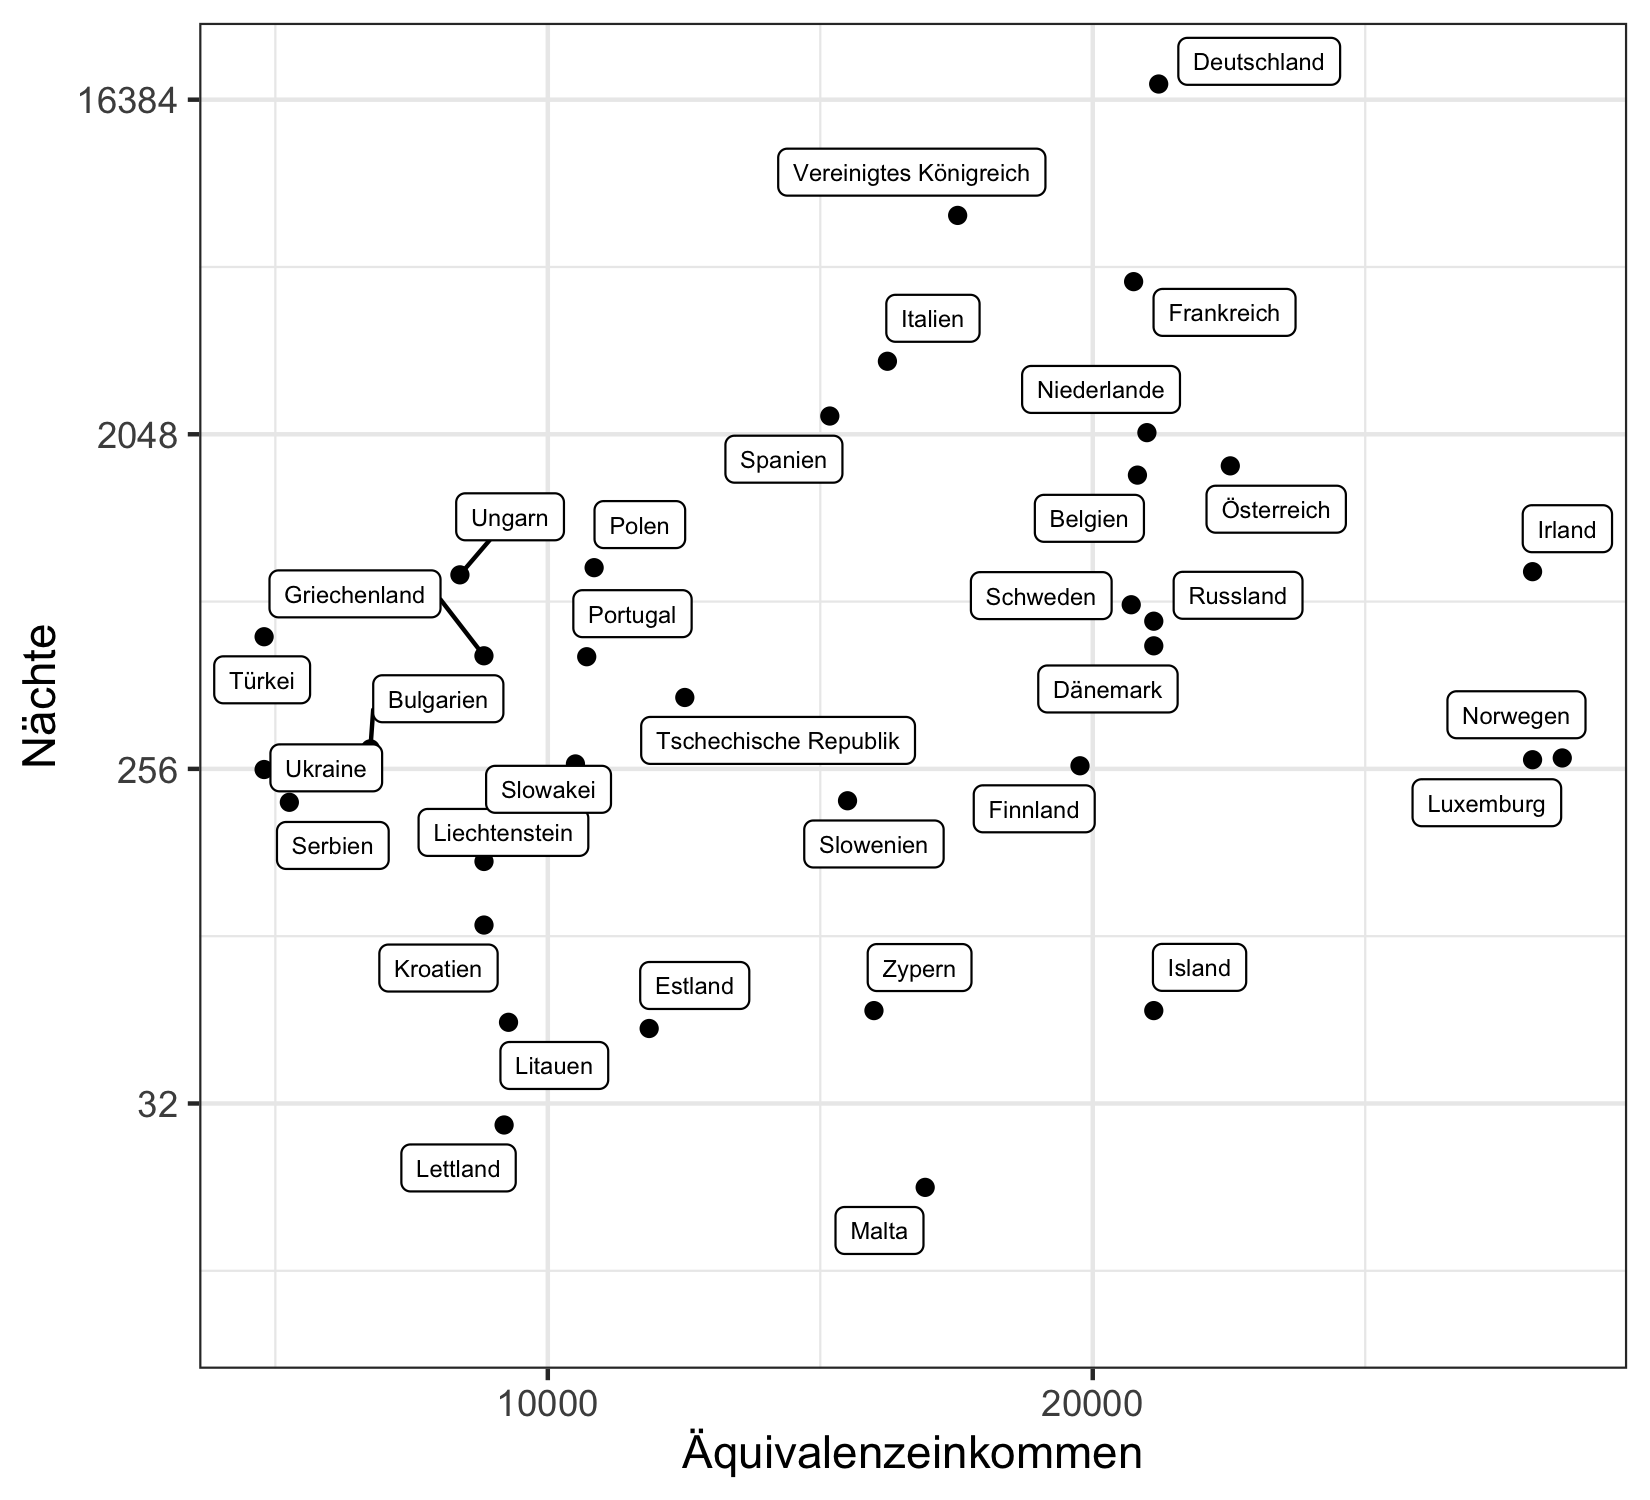 Deutschland
16384
Vereinigtes Königreich
Frankreich
Italien
Niederlande
2048
Spanien
Österreich
Belgien
Ungarn
Polen
Irland
Griechenland
Schweden
Russland
Portugal
Türkei
Bulgarien
Dänemark
Norwegen
Tschechische Republik
256
Ukraine
Slowakei
Luxemburg
Finnland
Liechtenstein
Serbien
Slowenien
Kroatien
Zypern
Island
Estland
Litauen
32
Lettland
Malta
Nächte
10000
20000
Äquivalenzeinkommen